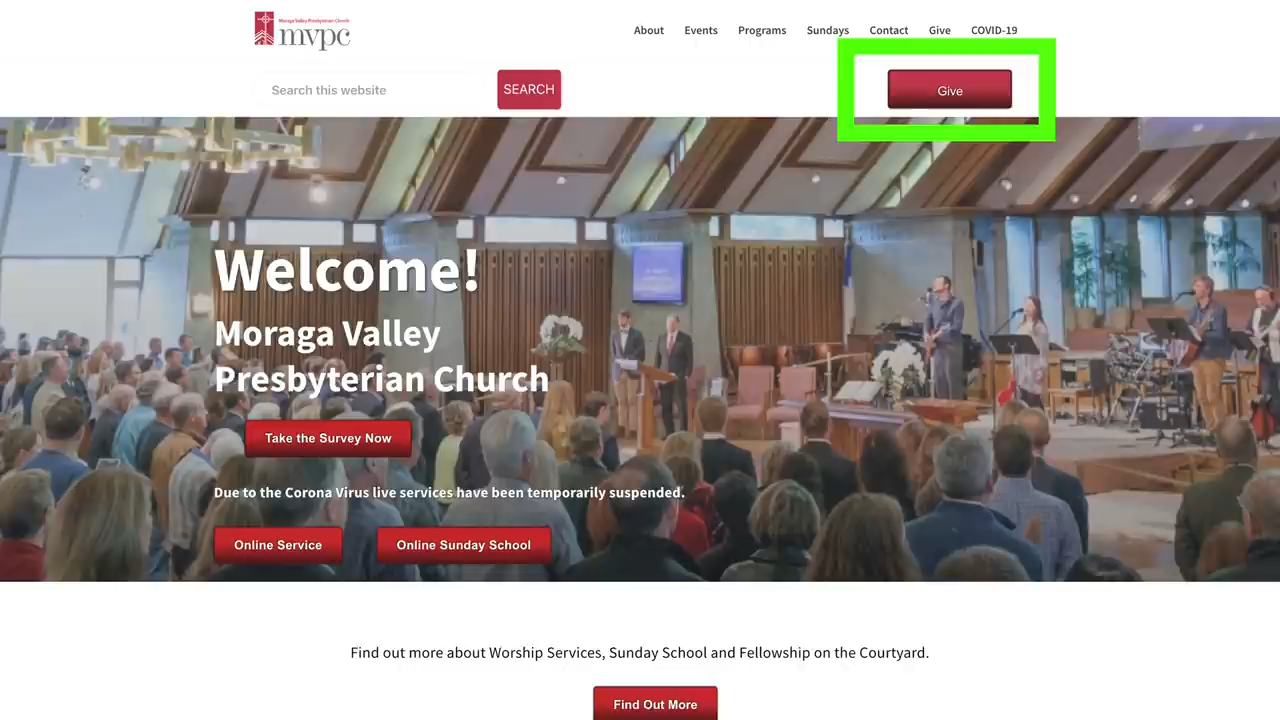 Moraga Valley Presbyterian Church
mvpc
About Events Programs Sundays Contact Give COVID-19
Search this website SEARCH Give
Welcome!
Moraga Valley
Presbyterian Church
Take the Survey Now
Due to the Corona Virus live services have been temporarily suspended.
Online Service Online Sunday School
Find out more about Worship Services, Sunday School and Fellowship on the Courtyard.
Find Out More